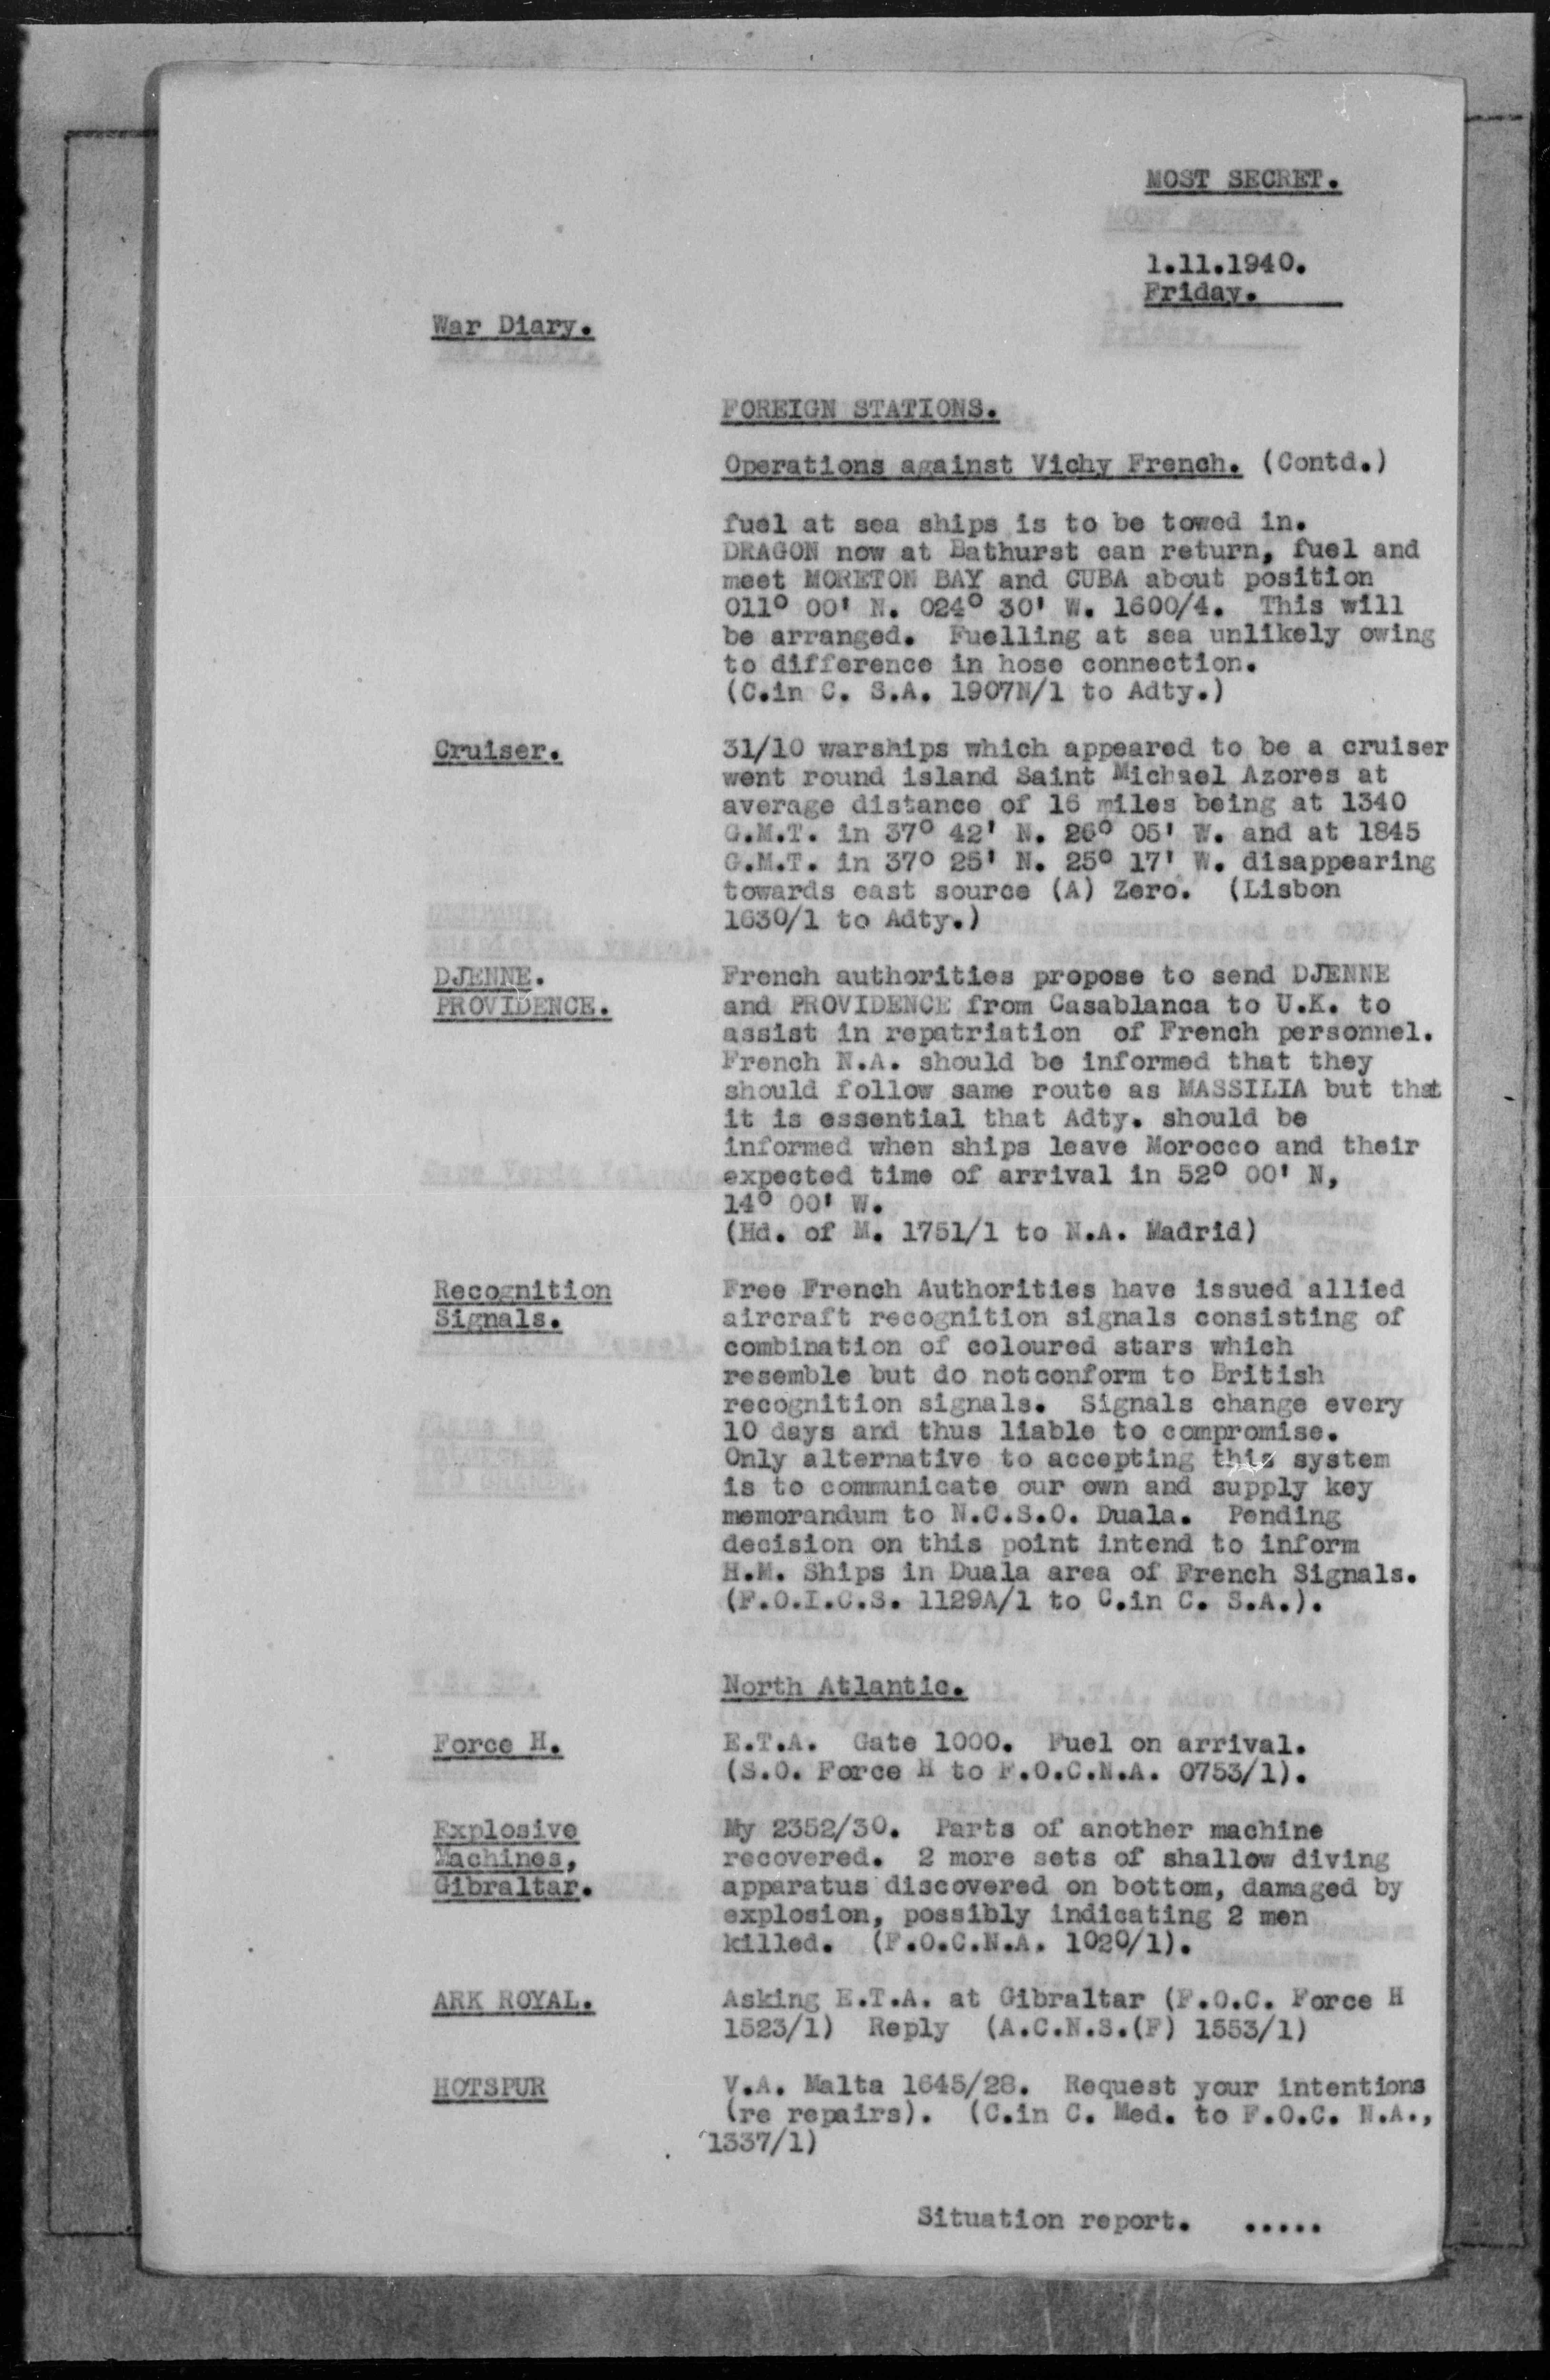 MOST SECRET.
1.11.1940.
Friday.
War Diary.
FOREIGN STATIONS.
Operations against Vichy French. (Contd.)
fuel at sea ships is to be towed in.
DRAGON now at Bathurst can return, fuel and
meet MORETON BAY and CUBA about position
011° 00' N. 024° 30' W. 1600/4. This will
be arranged. Fuelling at sea unlikely owing
to difference in hose connection.
(C.in C. S.A. 1907N/1 to Adty.)
Cruiser.
31/10 warships which appeared to be a cruiser
went round island Saint Michael Azores at
average distance of 16 miles being at 1340
G.M.T. in 37° 42' N. 26° 05' W. and at 1845
G.M.T. in 37° 25' N. 25° 17' W. disappearing
towards east source (A) Zero. (Lisbon
1630/1 to Adty.)
DJENNE.
PROVIDENCE.
French authorities propose to send DJENNE
and PROVIDENCE from Casablanca to U.K. to
assist in repatriation of French personnel.
French N.A. should be informed that they
should follow same route as MASSILIA but that
it is essential that Adty. should be
informed when ships leave Morocco and their
expected time of arrival in 52° 00' N,
14° 00' W.
(Hd. of M. 1751/1 to N.A. Madrid)
Recognition
Signals.
Free French Authorities have issued allied
aircraft recognition signals consisting of
combination of coloured stars which
resemble but do notconform to British
recognition signals. Signals change every
10 days and thus liable to compromise.
Only alternative to accepting this system
is to communicate our own and supply key
memorandum to N.C.S.O. Duala. Pending
decision on this point intend to inform
H.M. Ships in Duala area of French Signals.
(F.O.I.C.S. 1129A/1 to C.in C. S.A.).
North Atlantic.
Force H.
E.T.A. Gate 1000. Fuel on arrival.
(S.O. Force H to F.O.C.N.A. 0753/1).
Explosive
Machines,
Gibraltar.
My 2352/30. Parts of another machine
recovered. 2 more sets of shallow diving
apparatus discovered on bottom, damaged by
explosion, possibly indicating 2 men
killed. (F.O.C.N.A. 1020/1).
ARK ROYAL.
Asking E.T.A. at Gibraltar (F.O.C. Force H
1523/1) Reply (A.C.N.S.(F) 1553/1)
HOTSPUR
V.A. Malta 1645/28. Request your intentions
(re repairs). (C.in C. Med. to F.O.C. N.A.,
1337/1)
Situation report. .....